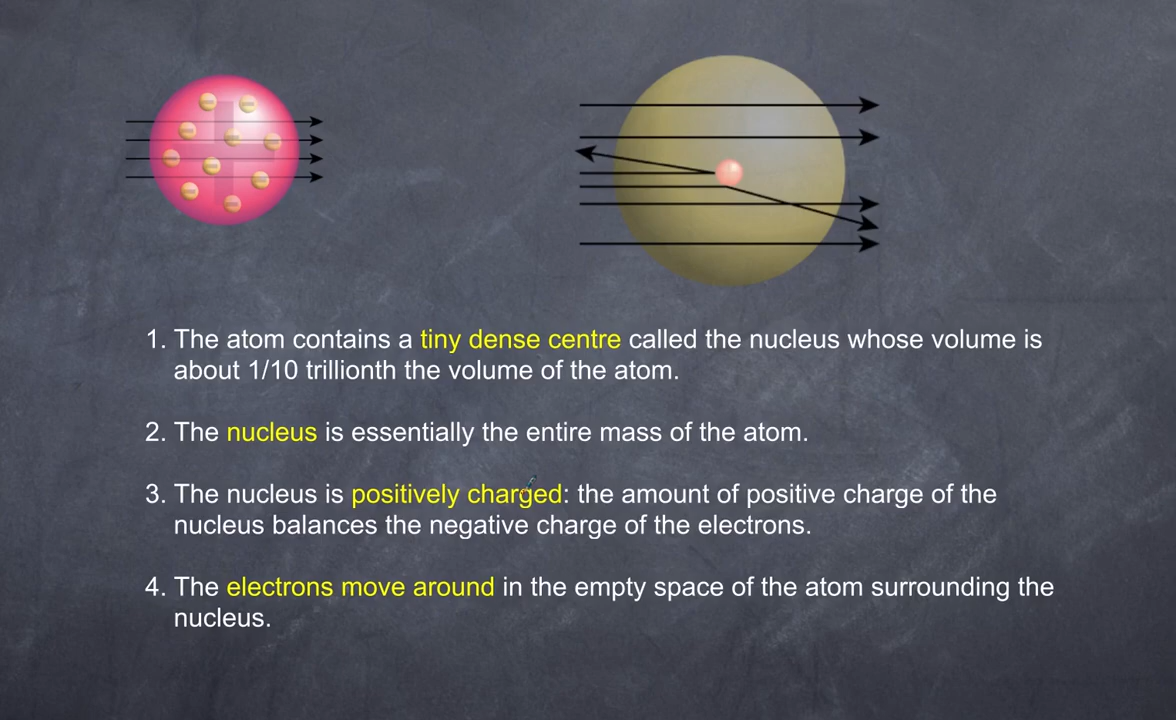 1. The atom contains a tiny dense centre called the nucleus whose volume is
about 1/10 trillionth the volume of the atom.
2. The nucleus is essentially the entire mass of the atom.
3. The nucleus is positively charged: the amount of positive charge of the
nucleus balances the negative charge of the electrons.
4. The electrons move around in the empty space of the atom surrounding the
nucleus.